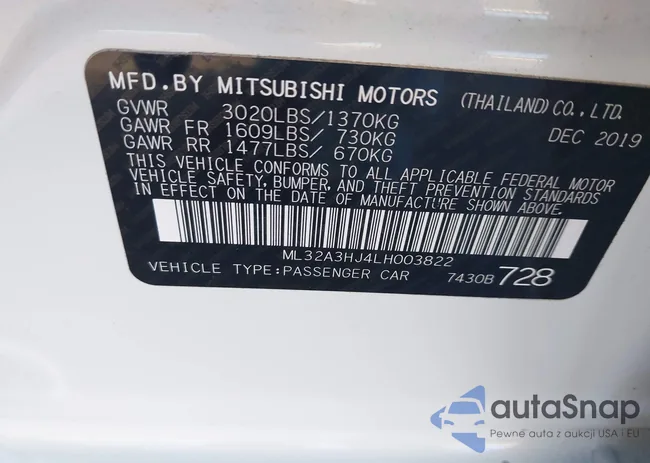 MFD.BY MITSUBISHI MOTORS (THAILAND) CO., LTD.
GVWR 3020LBS/1370KG DEC 2019
GAWR FR 1609LBS/ 730KG
GAWR RR 1477LBS/ 670KG
THIS VEHICLE CONFORMS TO ALL APPLICABLE FEDERAL MOTOR
VEHICLE SAFETY, BUMPER, AND THEFT PREVENTION STANDARDS
IN EFFECT ON THE DATE OF MANUFACTURE SHOWN ABOVE.
ML32A3HJ4LH003822
VEHICLE TYPE:PASSENGER CAR 7430B 728
autaSnap
Pewne auta z aukcji USA i EU